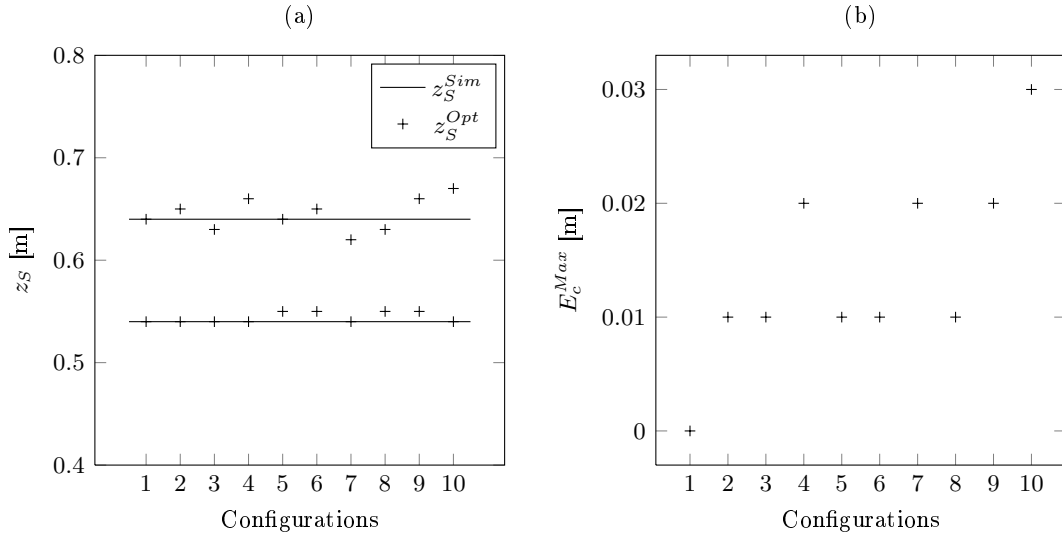 (a)
0.8
0.7
0.6
0.5
0.4
z_S [m]
z_S^{Sim}
z_S^{Opt}
1 2 3 4 5 6 7 8 9 10
Configurations
(b)
0.03
0.02
0.01
0
E_c^{Max} [m]
1 2 3 4 5 6 7 8 9 10
Configurations